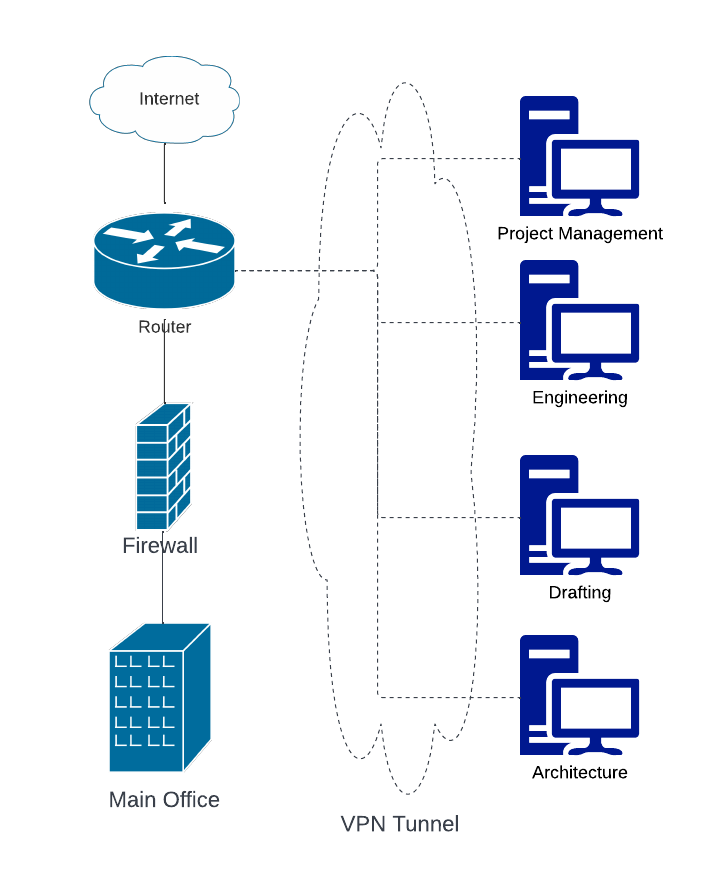 Internet
Project Management
Router
Engineering
Firewall
Drafting
Architecture
Main Office
VPN Tunnel